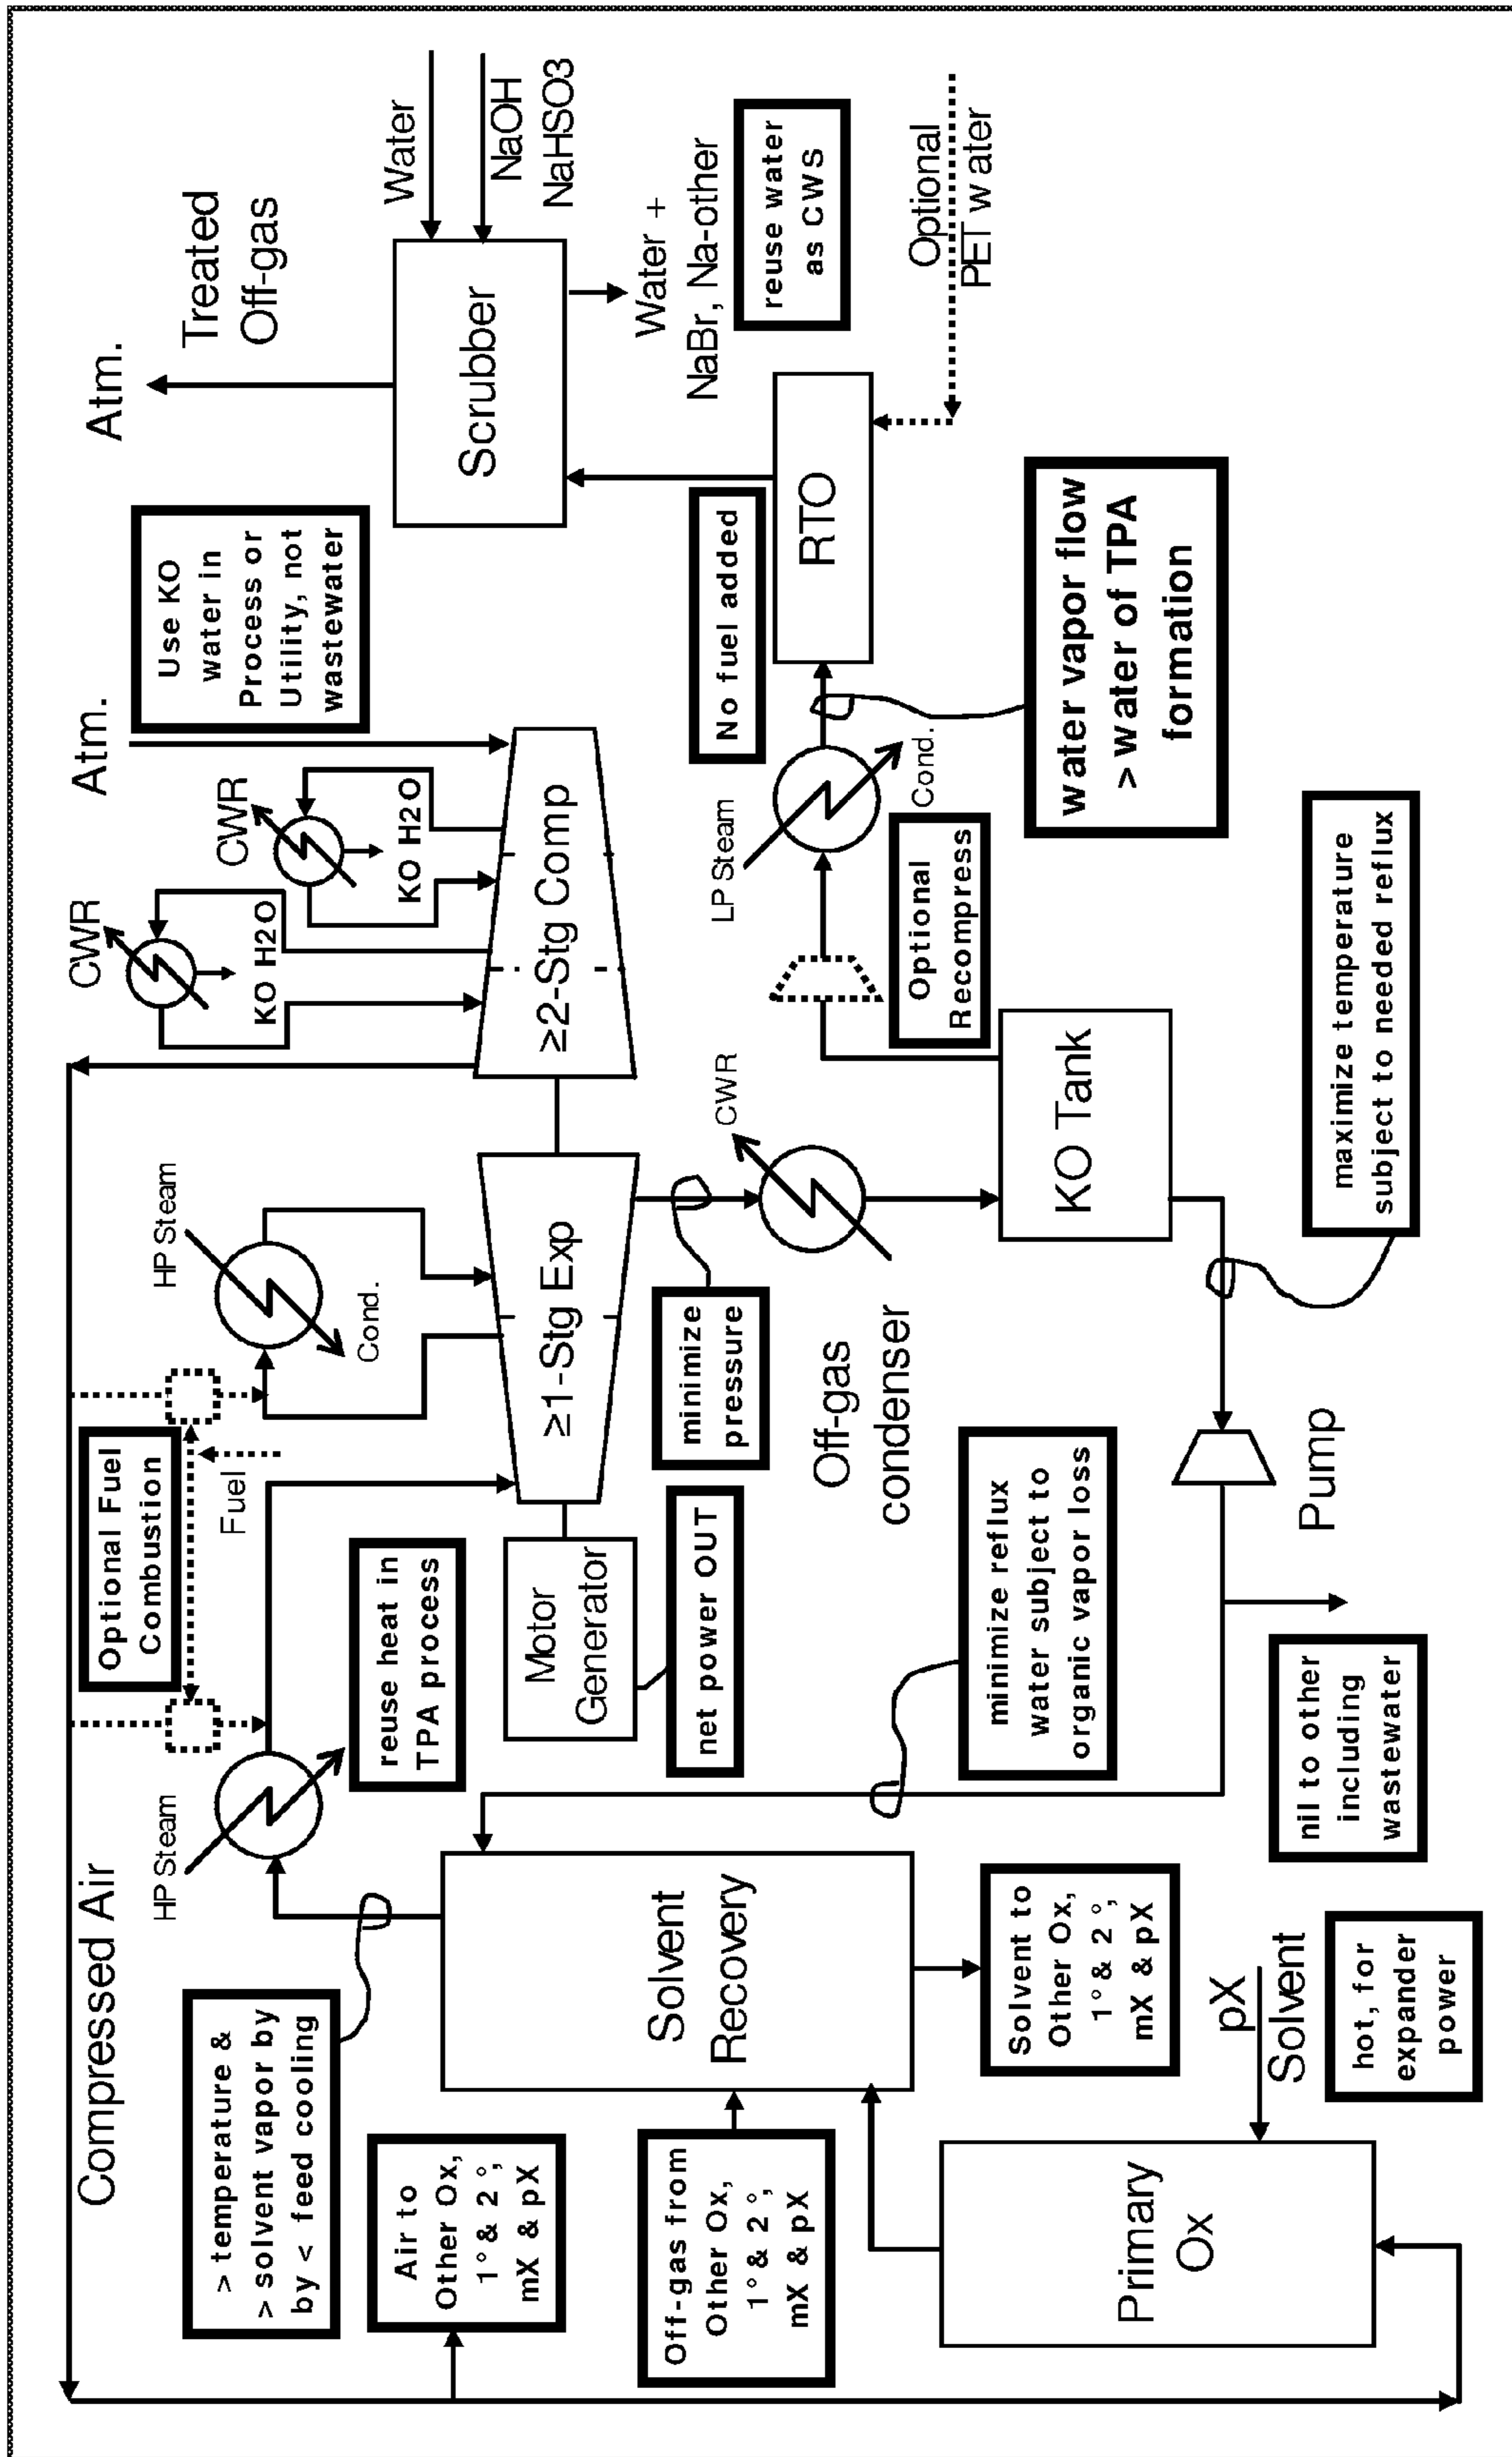 Compressed Air
Optional Fuel
Combustion
Fuel
HP Steam
HP Steam
Cond.
CWR
KO H2O
CWR
KO H2O
Atm.
Use KO
water in
Process or
Utility, not
wastewater
Atm.
Treated
Off-gas
Water
NaOH
NaHSO3
Scrubber
Water +
NaBr, Na-other
reuse water
as CWS
> temperature &
> solvent vapor by
by < feed cooling
Air to
Other Ox,
1°& 2°,
mX & pX
reuse heat in
TPA process
Motor
Generator
net power OUT
≥1-Stg Exp
≥2-Stg Comp
minimize
pressure
Off-gas
condenser
CWR
KO Tank
Optional
Recompress
LP Steam
Cond.
No fuel added
RTO
Optional
PET water
water vapor flow
> water of TPA
formation
Off-gas from
Other Ox,
1°& 2°,
mX & pX
Solvent
Recovery
Solvent to
Other Ox,
1°& 2°,
mX & pX
minimize reflux
water subject to
organic vapor loss
Pump
maximize temperature
subject to needed reflux
nil to other
including
wastewater
Primary
Ox
pX
Solvent
hot, for
expander
power